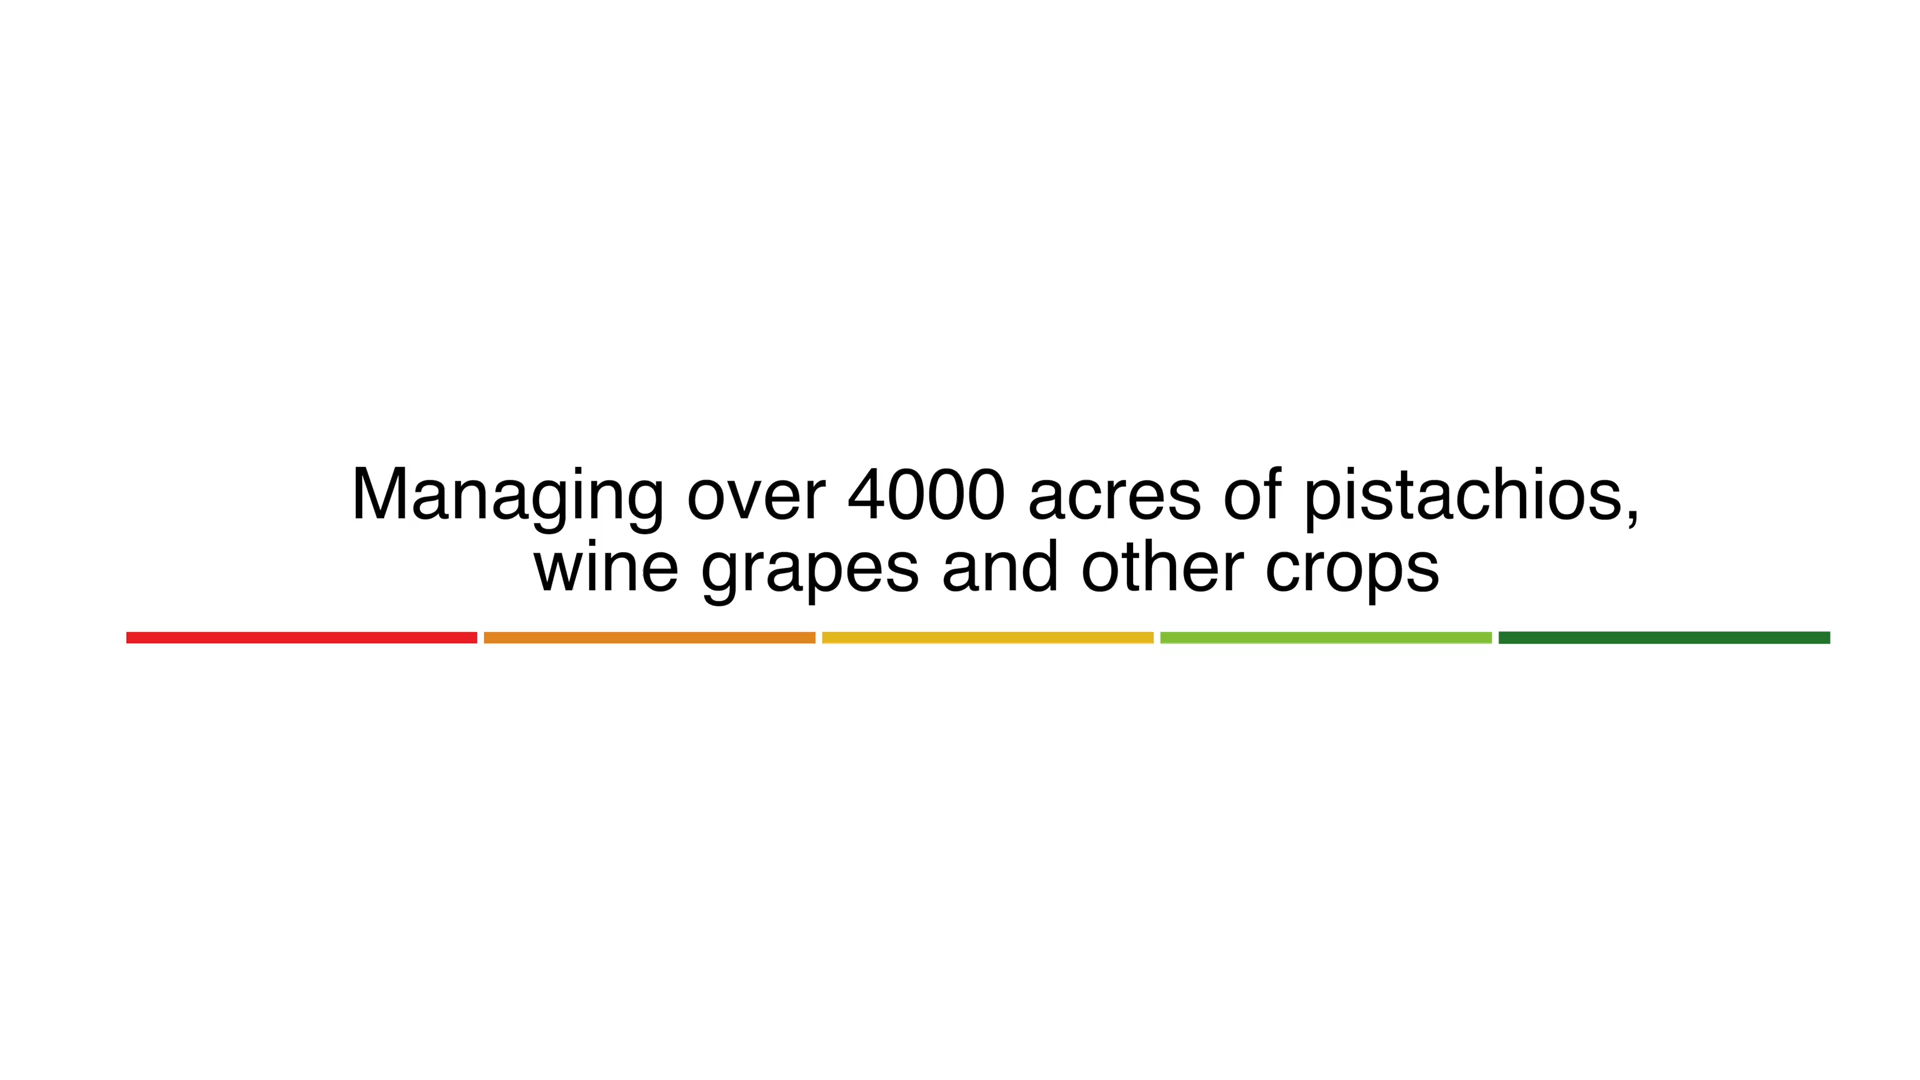 Managing over 4000 acres of pistachios,
wine grapes and other crops